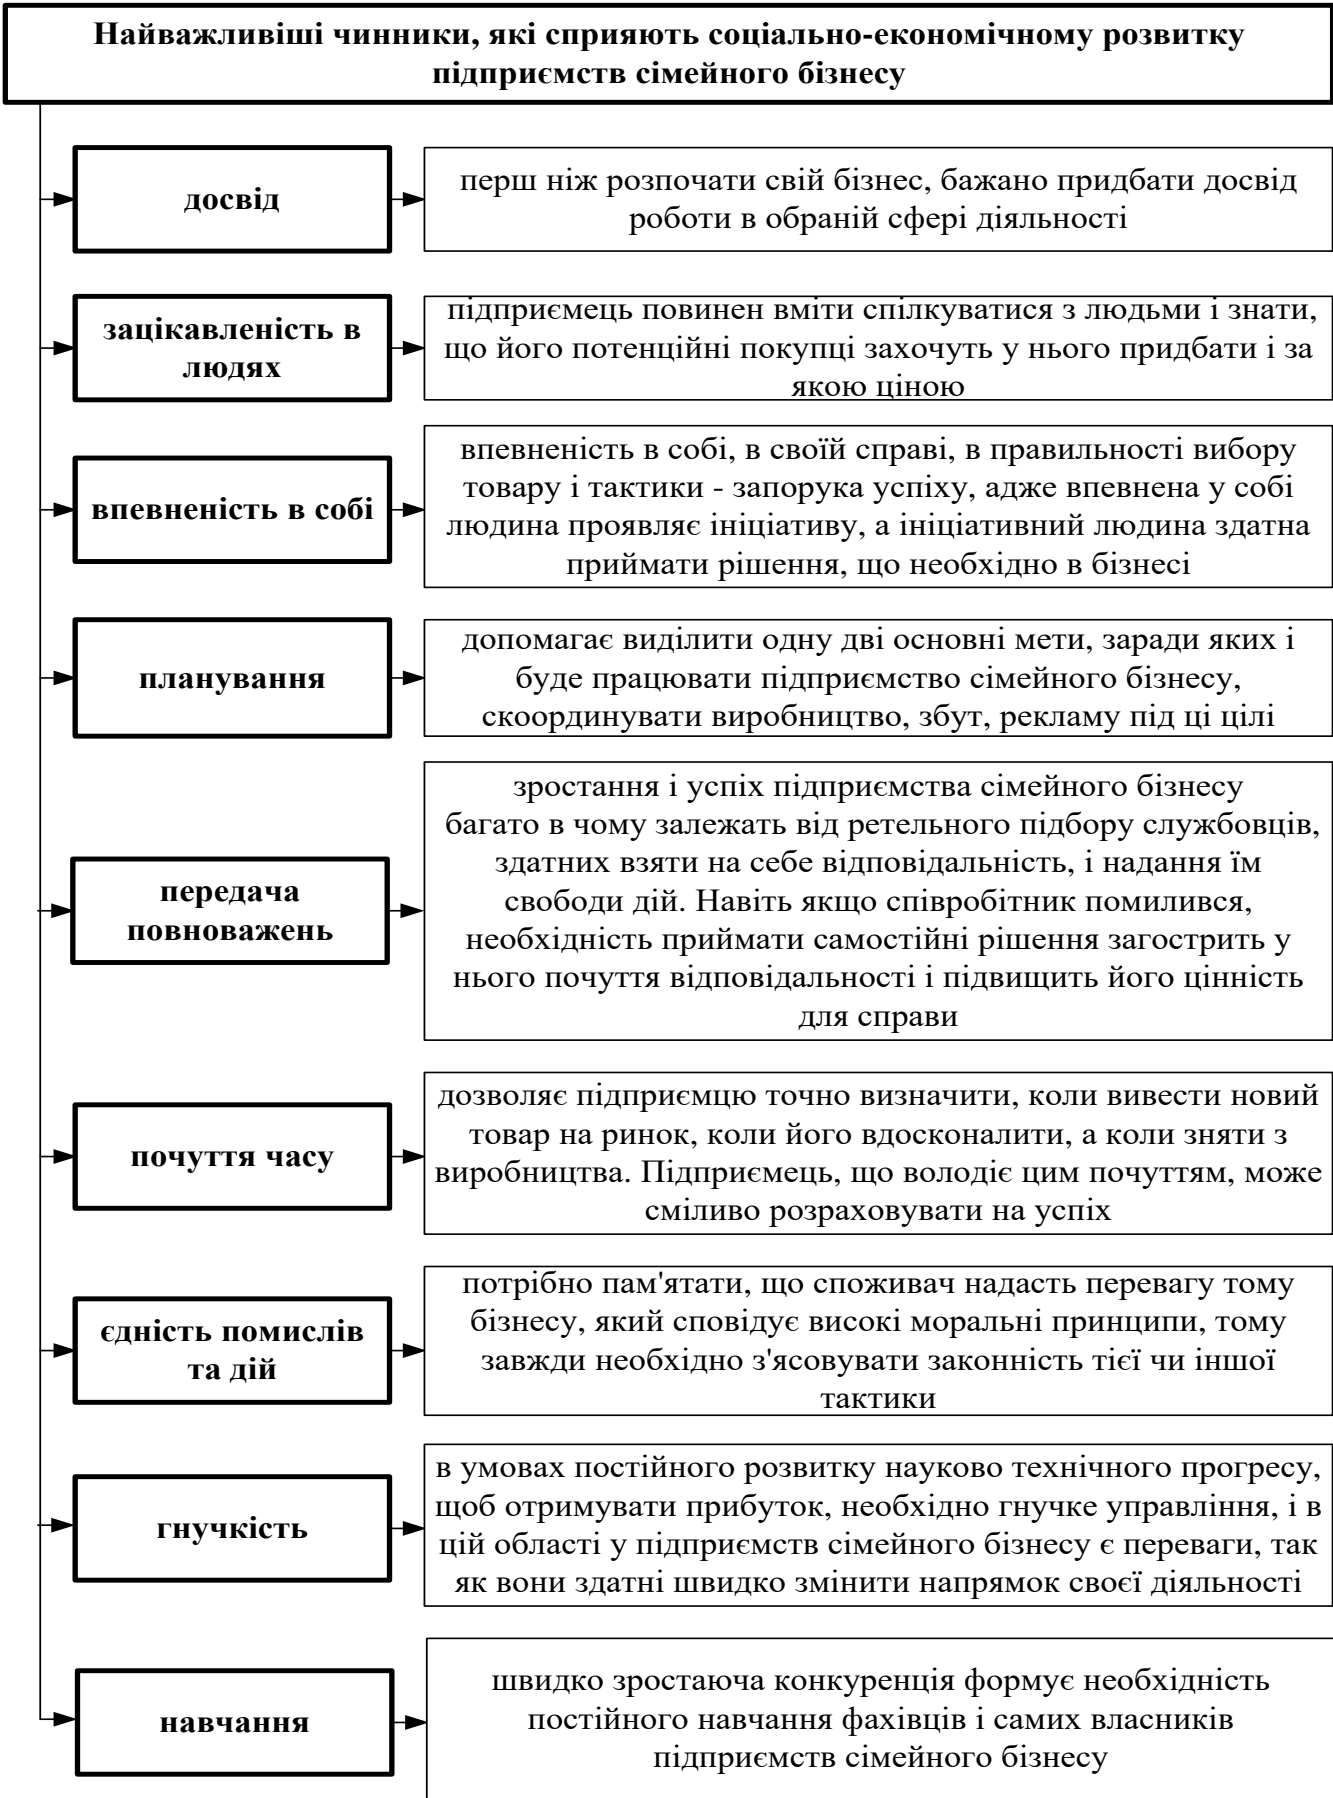 Найважливіші чинники, які сприяють соціально-економічному розвитку
підприємств сімейного бізнесу
досвід
перш ніж розпочати свій бізнес, бажано придбати досвід
роботи в обраній сфері діяльності
зацікавленість в
людях
підприємець повинен вміти спілкуватися з людьми і знати,
що його потенційні покупці захочуть у нього придбати і за
якою ціною
впевненість в собі
впевненість в собі, в своїй справі, в правильності вибору
товару і тактики - запорука успіху, адже впевнена у собі
людина проявляє ініціативу, а ініціативний людина здатна
приймати рішення, що необхідно в бізнесі
планування
допомагає виділити одну дві основні мети, заради яких і
буде працювати підприємство сімейного бізнесу,
скоординувати виробництво, збут, рекламу під ці цілі
передача
повноважень
зростання і успіх підприємства сімейного бізнесу
багато в чому залежать від ретельного підбору службовців,
здатних взяти на себе відповідальність, і надання їм
свободи дій. Навіть якщо співробітник помилився,
необхідність приймати самостійні рішення загострить у
нього почуття відповідальності і підвищить його цінність
для справи
почуття часу
дозволяє підприємцю точно визначити, коли вивести новий
товар на ринок, коли його вдосконалити, а коли зняти з
виробництва. Підприємець, що володіє цим почуттям, може
сміливо розраховувати на успіх
єдність помислів
та дій
потрібно пам'ятати, що споживач надасть перевагу тому
бізнесу, який сповідує високі моральні принципи, тому
завжди необхідно з'ясовувати законність тієї чи іншої
тактики
гнучкість
в умовах постійного розвитку науково технічного прогресу,
щоб отримувати прибуток, необхідно гнучке управління, і в
цій області у підприємств сімейного бізнесу є переваги, так
як вони здатні швидко змінити напрямок своєї діяльності
навчання
швидко зростаюча конкуренція формує необхідність
постійного навчання фахівців і самих власників
підприємств сімейного бізнесу